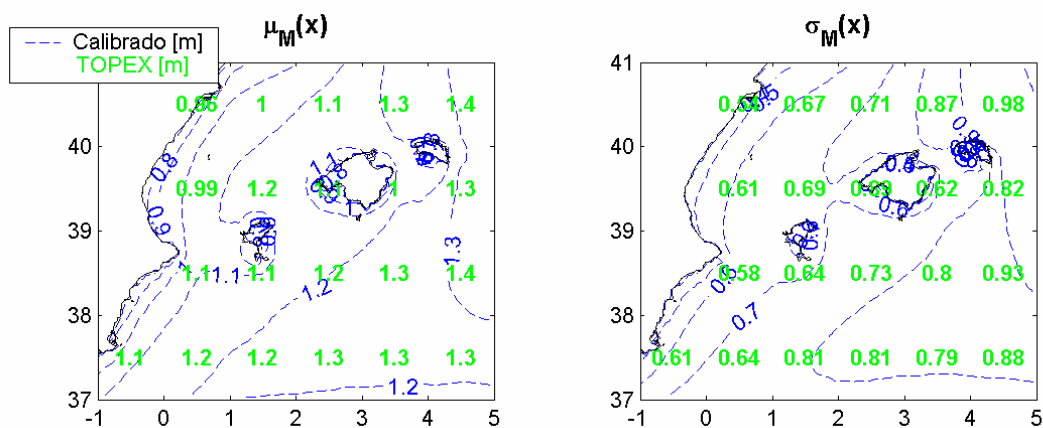 μM(x)
σM(x)
Calibrado [m]
TOPEX [m]
41
0.96 1 1.1 1.3 1.4
0.67 0.71 0.87 0.98
40
40
0.8
1.1
0.99 1.2 1 1.3
0.61 0.69 0.62 0.82
0.6
39
39
0.9
1.3
1.1 1.1 1.1 1.2 1.3 1.4
0.58 0.64 0.73 0.8 0.93
38
38
1.2
0.7
1.1 1.2 1.2 1.3 1.3 1.3
0.61 0.64 0.81 0.81 0.79 0.88
1.2
37
37
-1 0 1 2 3 4 5
-1 0 1 2 3 4 5